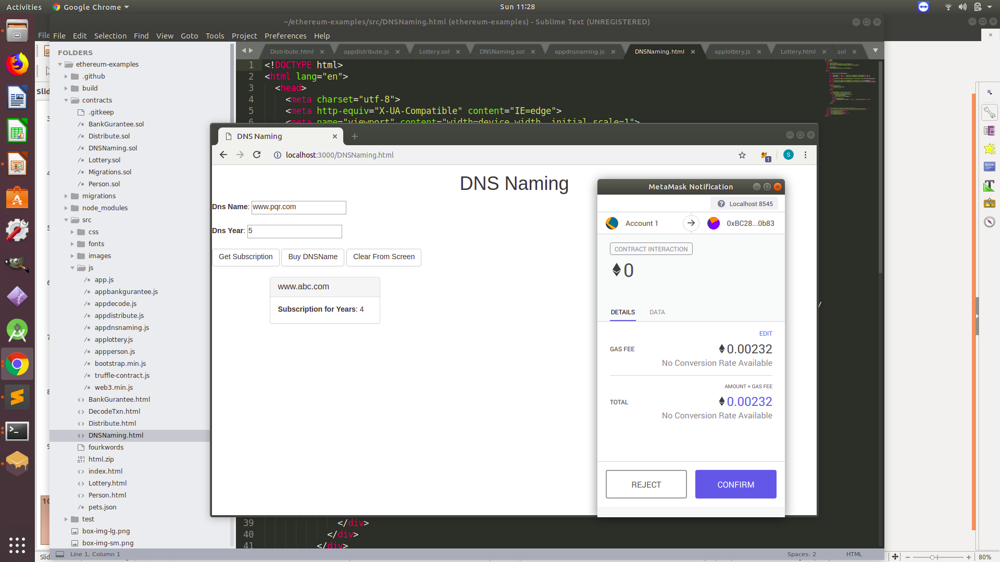 Activities
Google Chrome
Sun 11:28
~/ethereum-examples/src/DNSNaming.html (ethereum-examples) - Sublime Text (UNREGISTERED)
File
File Edit Selection Find View Goto Tools Project Preferences Help
FOLDERS
ethereum-examples
.github
build
contracts
.gitkeep
BankGurantee.sol
Distribute.sol
DNSNaming.sol
Lottery.sol
Migrations.sol
Person.sol
migrations
node_modules
src
css
fonts
images
js
app.js
appbankgurantee.js
appdecode.js
appdistribute.js
appdnsnaming.js
applottery.js
appperson.js
bootstrap.min.js
truffle-contract.js
web3.min.js
BankGurantee.html
DecodeTxn.html
Distribute.html
DNSNaming.html
fourkwords
html.zip
index.html
Lottery.html
Person.html
pets.json
test
box-img-lg.png
box-img-sm.png
Distribute.html appdistribute.js Lottery.sol DNSNaming.sol appdnsnaming.js DNSNaming.html applottery.js Lottery.html .sol
1 <!DOCTYPE html>
2 <html lang="en">
3 <head>
4 <meta charset="utf-8">
5 <meta http-equiv="X-UA-Compatible" content="IE=edge">
6 <meta name="viewport" content="width=device-width, initial-scale=1">
DNS Naming
localhost:3000/DNSNaming.html
1
S
DNS Naming
Dns Name: www.pqr.com
Dns Year: 5
Get Subscription Buy DNSName Clear From Screen
www.abc.com
Subscription for Years: 4
MetaMask Notification
Localhost 8545
Account 1
0xBC28...0b83
CONTRACT INTERACTION
0
DETAILS DATA
EDIT
GAS FEE 0.00232
No Conversion Rate Available
AMOUNT + GAS FEE
TOTAL 0.00232
No Conversion Rate Available
REJECT CONFIRM
39 </div>
40 </div>
41 </div>
Line 1, Column 1
Spaces: 2
HTML
Slid
Slid
10
80%